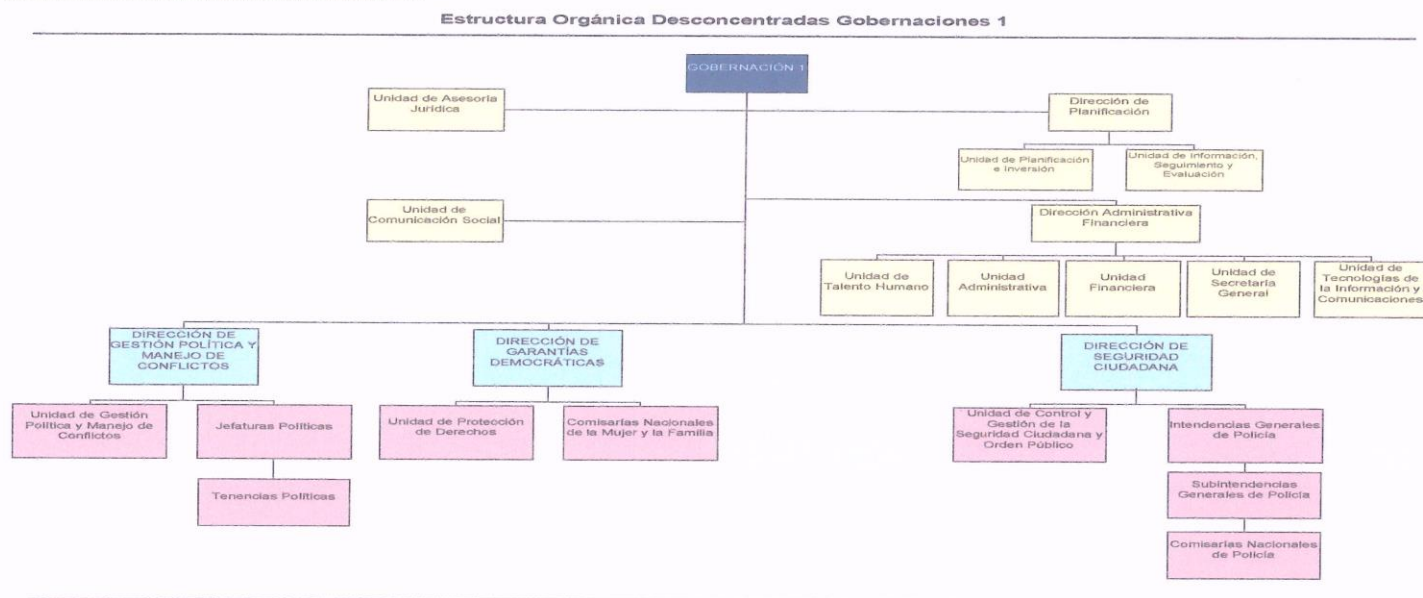 Estructura Orgánica Desconcentradas Gobernaciones 1
GOBERNACIÓN 1
Unidad de Asesoría
Jurídica
Dirección de
Planificación
Unidad de Planificación
e Inversión
Unidad de Información,
Seguimiento y
Evaluación
Unidad de
Comunicación Social
Dirección Administrativa
Financiera
Unidad de
Talento Humano
Unidad
Administrativa
Unidad
Financiera
Unidad de
Secretaría
General
Unidad de
Tecnologías de
la Información y
Comunicaciones
DIRECCIÓN DE
GESTIÓN POLÍTICA Y
MANEJO DE
CONFLICTOS
DIRECCIÓN DE
GARANTÍAS
DEMOCRÁTICAS
DIRECCIÓN DE
SEGURIDAD
CIUDADANA
Unidad de Gestión
Política y Manejo de
Conflictos
Jefaturas Políticas
Tenencias Políticas
Unidad de Protección
de Derechos
Comisarías Nacionales
de la Mujer y la Familia
Unidad de Control y
Gestión de la
Seguridad Ciudadana y
Orden Público
Intendencias Generales
de Policía
Subintendencias
Generales de Policía
Comisarías Nacionales
de Policía